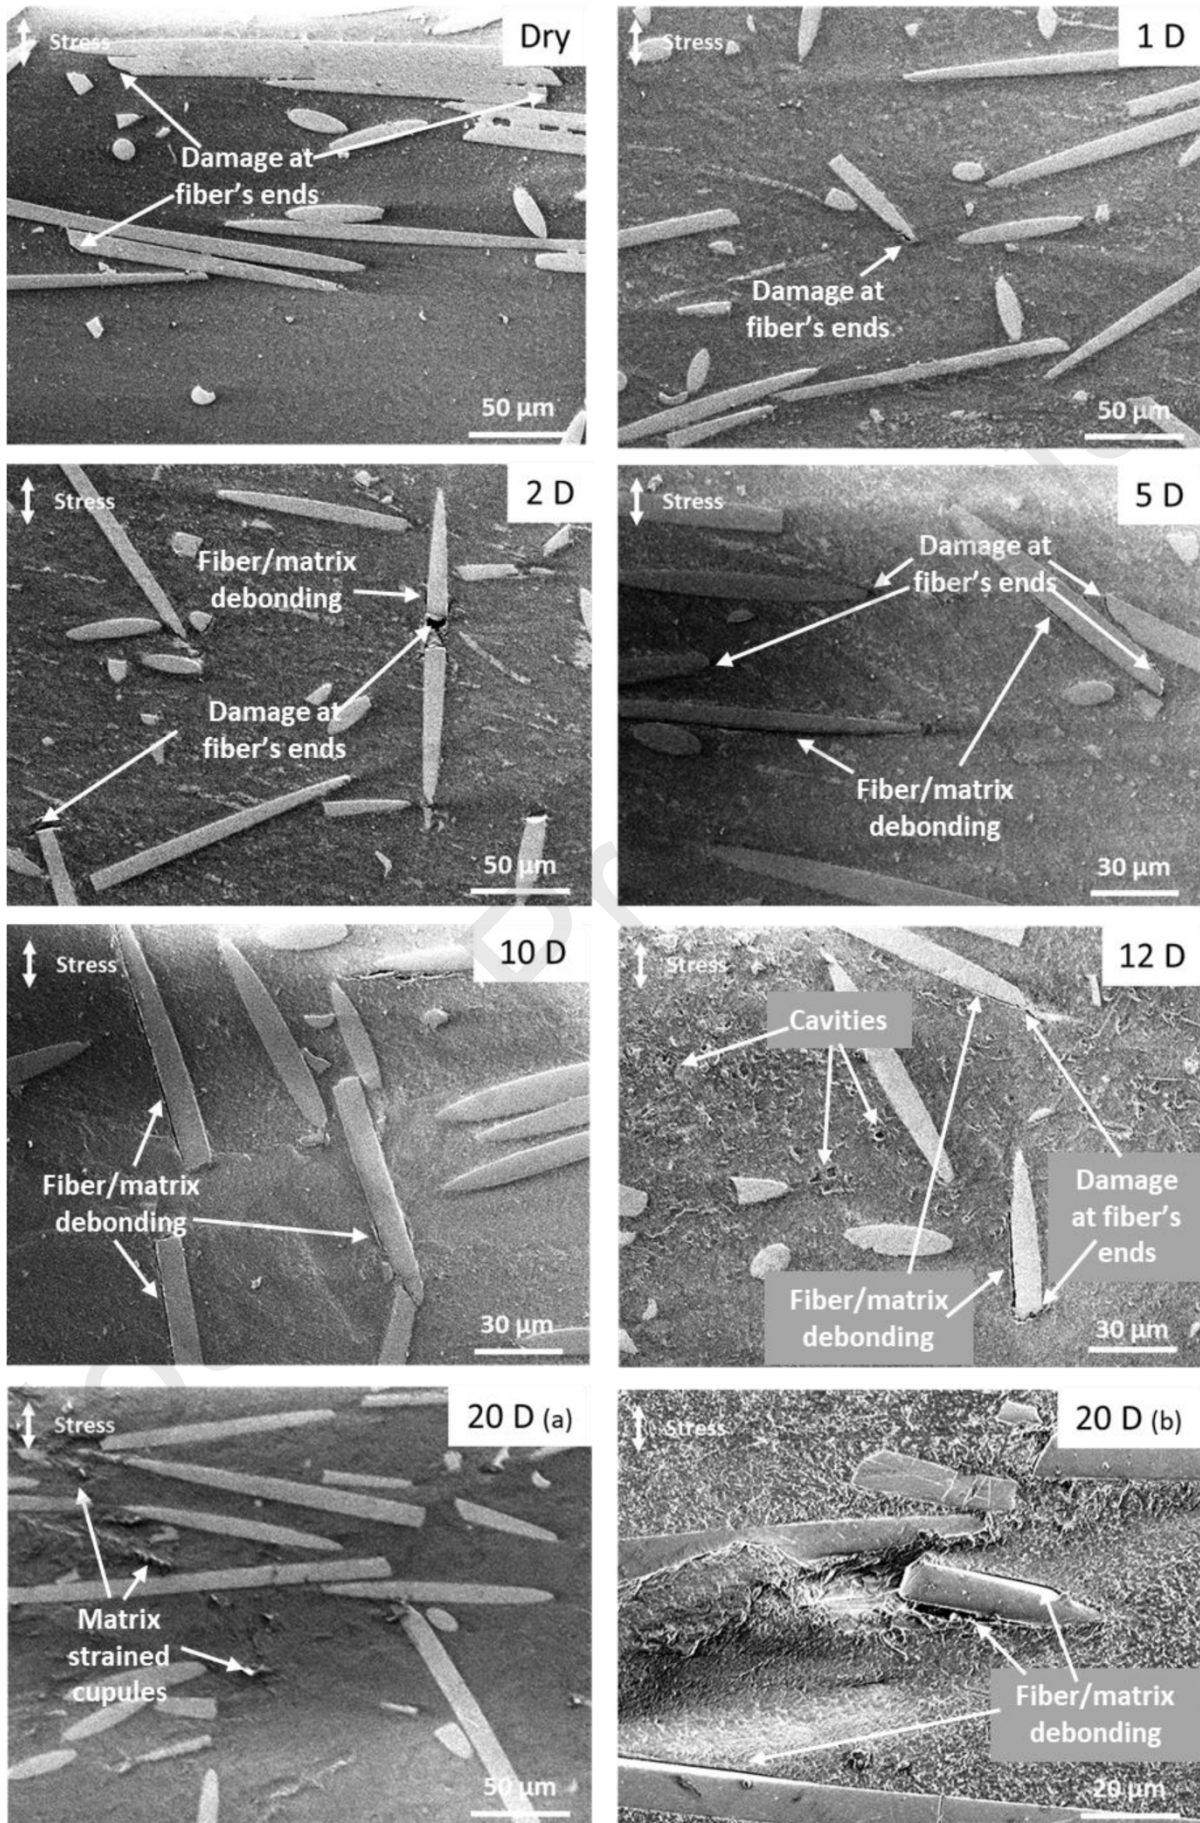 Stress
Dry
Damage at
fiber's ends
50 μm
Stress
1 D
Damage at
fiber's ends
50 μm
Stress
2 D
Fiber/matrix
debonding
Damage at
fiber's ends
50 μm
Stress
5 D
Damage at
fiber's ends
Fiber/matrix
debonding
30 μm
Stress
10 D
Fiber/matrix
debonding
30 μm
Stress
12 D
Cavities
Damage
at fiber's
ends
Fiber/matrix
debonding
30 μm
Stress
20 D (a)
Matrix
strained
cupules
50 μm
Stress
20 D (b)
Fiber/matrix
debonding
20 μm